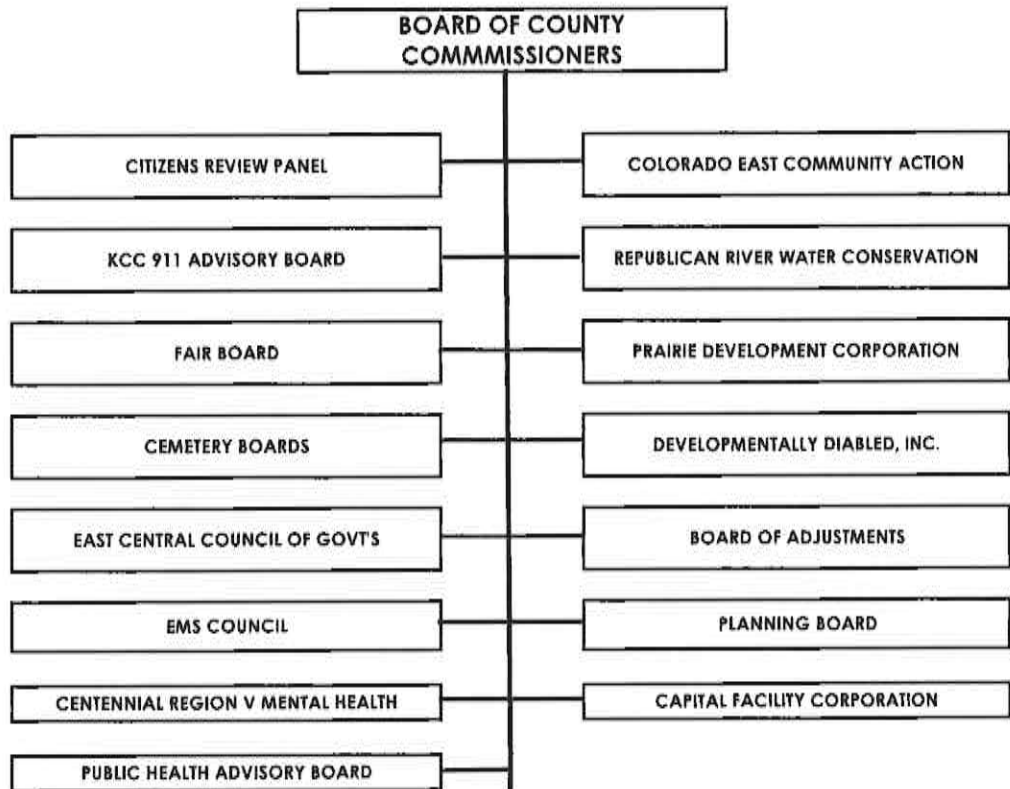 BOARD OF COUNTY
COMMMISSIONERS
CITIZENS REVIEW PANEL
COLORADO EAST COMMUNITY ACTION
KCC 911 ADVISORY BOARD
REPUBLICAN RIVER WATER CONSERVATION
FAIR BOARD
PRAIRIE DEVELOPMENT CORPORATION
CEMETERY BOARDS
DEVELOPMENTALLY DIABLED, INC.
EAST CENTRAL COUNCIL OF GOVT'S
BOARD OF ADJUSTMENTS
EMS COUNCIL
PLANNING BOARD
CENTENNIAL REGION V MENTAL HEALTH
CAPITAL FACILITY CORPORATION
PUBLIC HEALTH ADVISORY BOARD